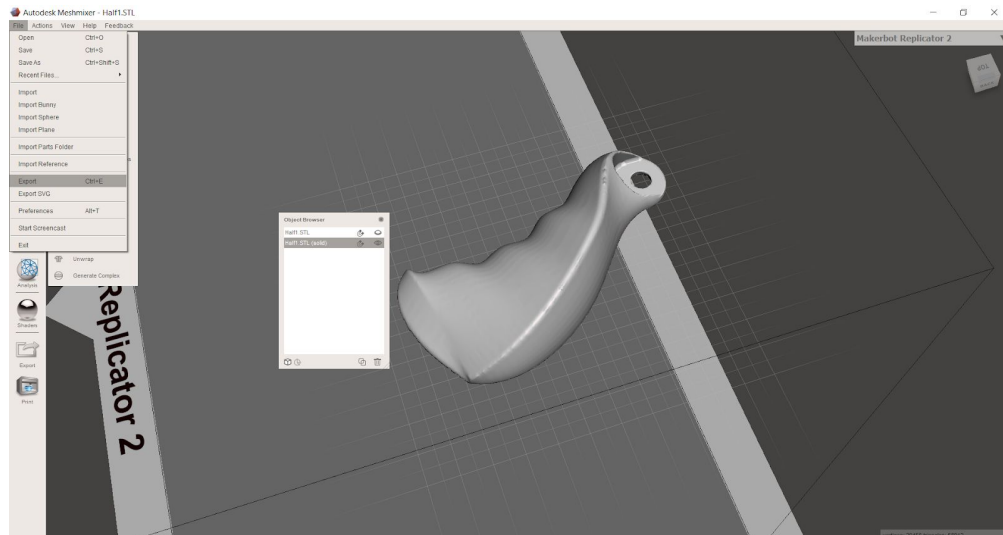 Autodesk Meshmixer - Half1.STL
File Actions View Help Feedback
Open Ctrl+O
Save Ctrl+S
Save As Ctrl+Shift+S
Recent Files...
Import
Import Bunny
Import Sphere
Import Plane
Import Parts Folder
Import Reference
Export Ctrl+E
Export SVG
Preferences Alt+T
Start Screencast
Exit
Unwrap
Generate Complex
Analysis
Shaders
Export
Print
Object Browser
Half1.STL
Half1.STL (solid)
Replicator 2
Makerbot Replicator 2
TOP